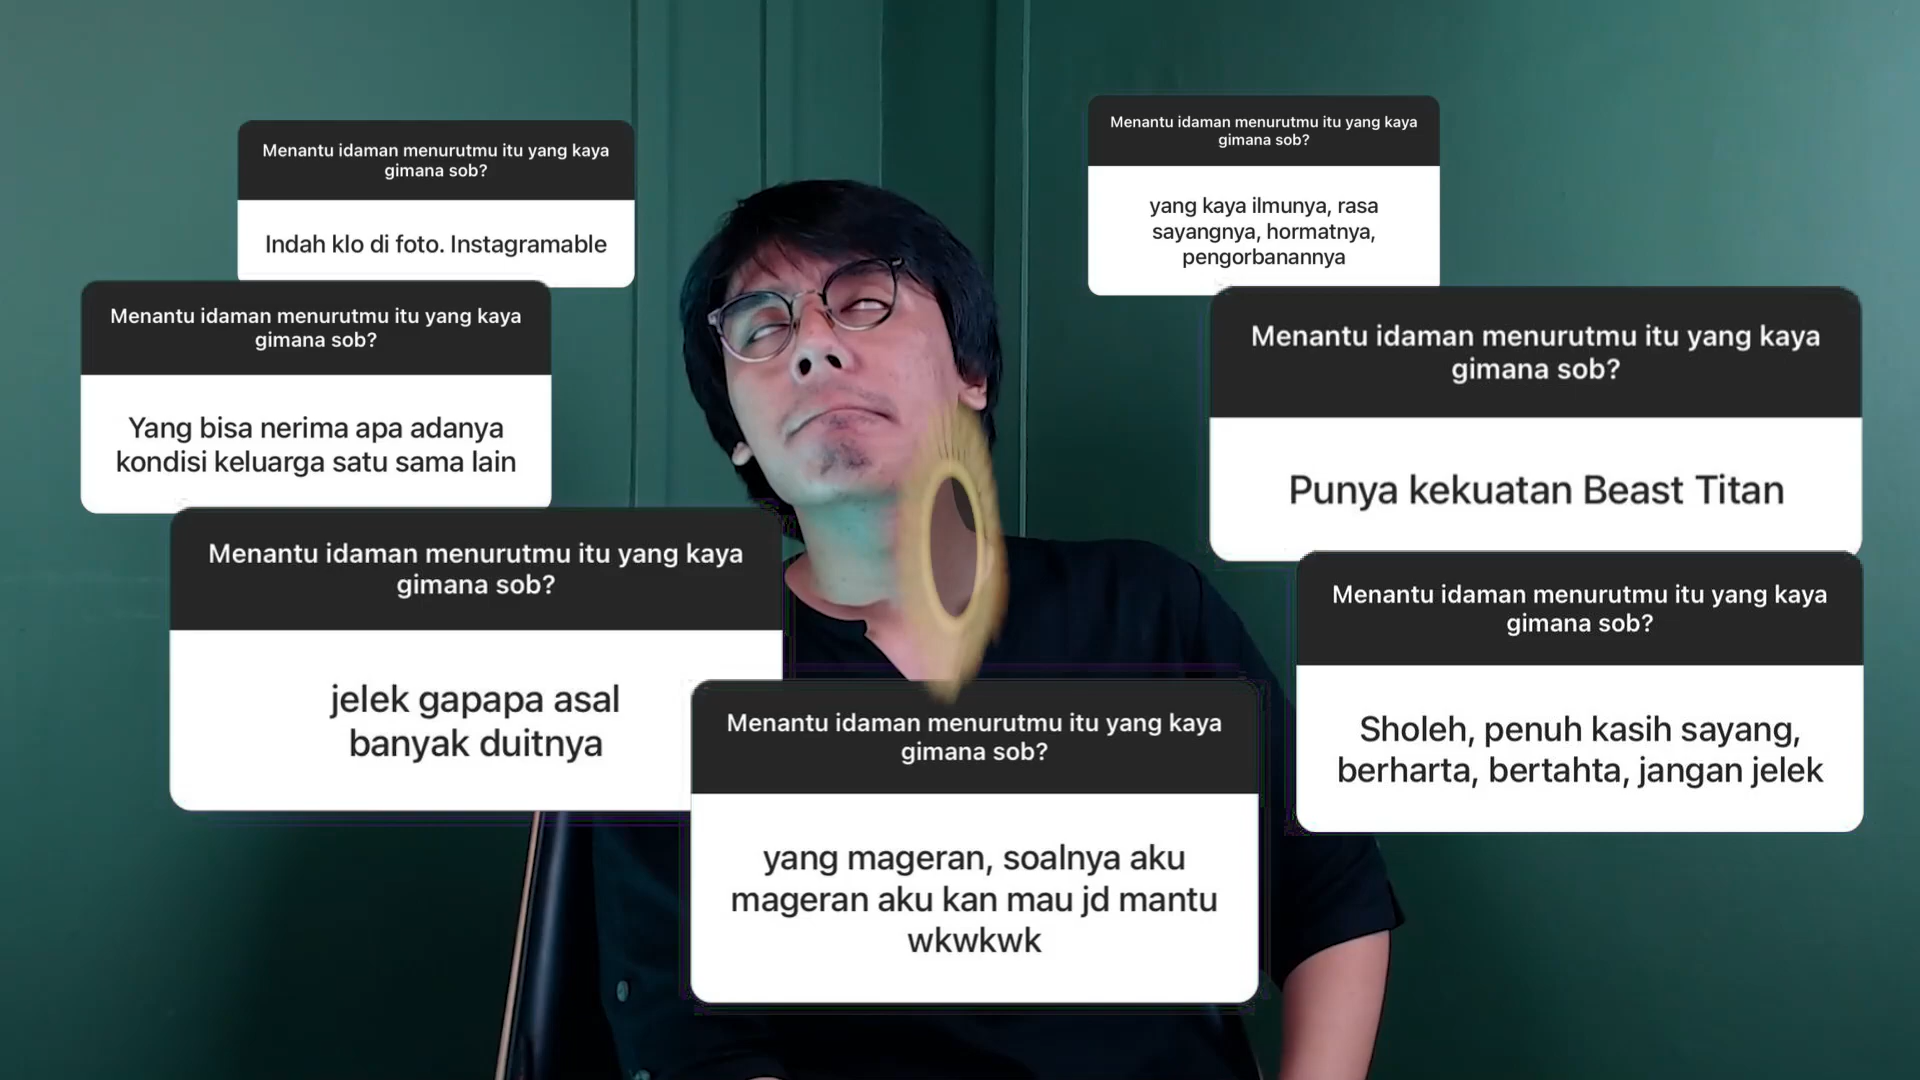 Menantu idaman menurutmu itu yang kaya
gimana sob?
Indah klo di foto. Instagramable
Menantu idaman menurutmu itu yang kaya
gimana sob?
yang kaya ilmunya, rasa
sayangnya, hormatnya,
pengorbanannya
Menantu idaman menurutmu itu yang kaya
gimana sob?
Yang bisa nerima apa adanya
kondisi keluarga satu sama lain
Menantu idaman menurutmu itu yang kaya
gimana sob?
Punya kekuatan Beast Titan
Menantu idaman menurutmu itu yang kaya
gimana sob?
jelek gapapa asal
banyak duitnya
Menantu idaman menurutmu itu yang kaya
gimana sob?
Sholeh, penuh kasih sayang,
berharta, bertahta, jangan jelek
Menantu idaman menurutmu itu yang kaya
gimana sob?
yang mageran, soalnya aku
mageran aku kan mau jd mantu
wkwkwk